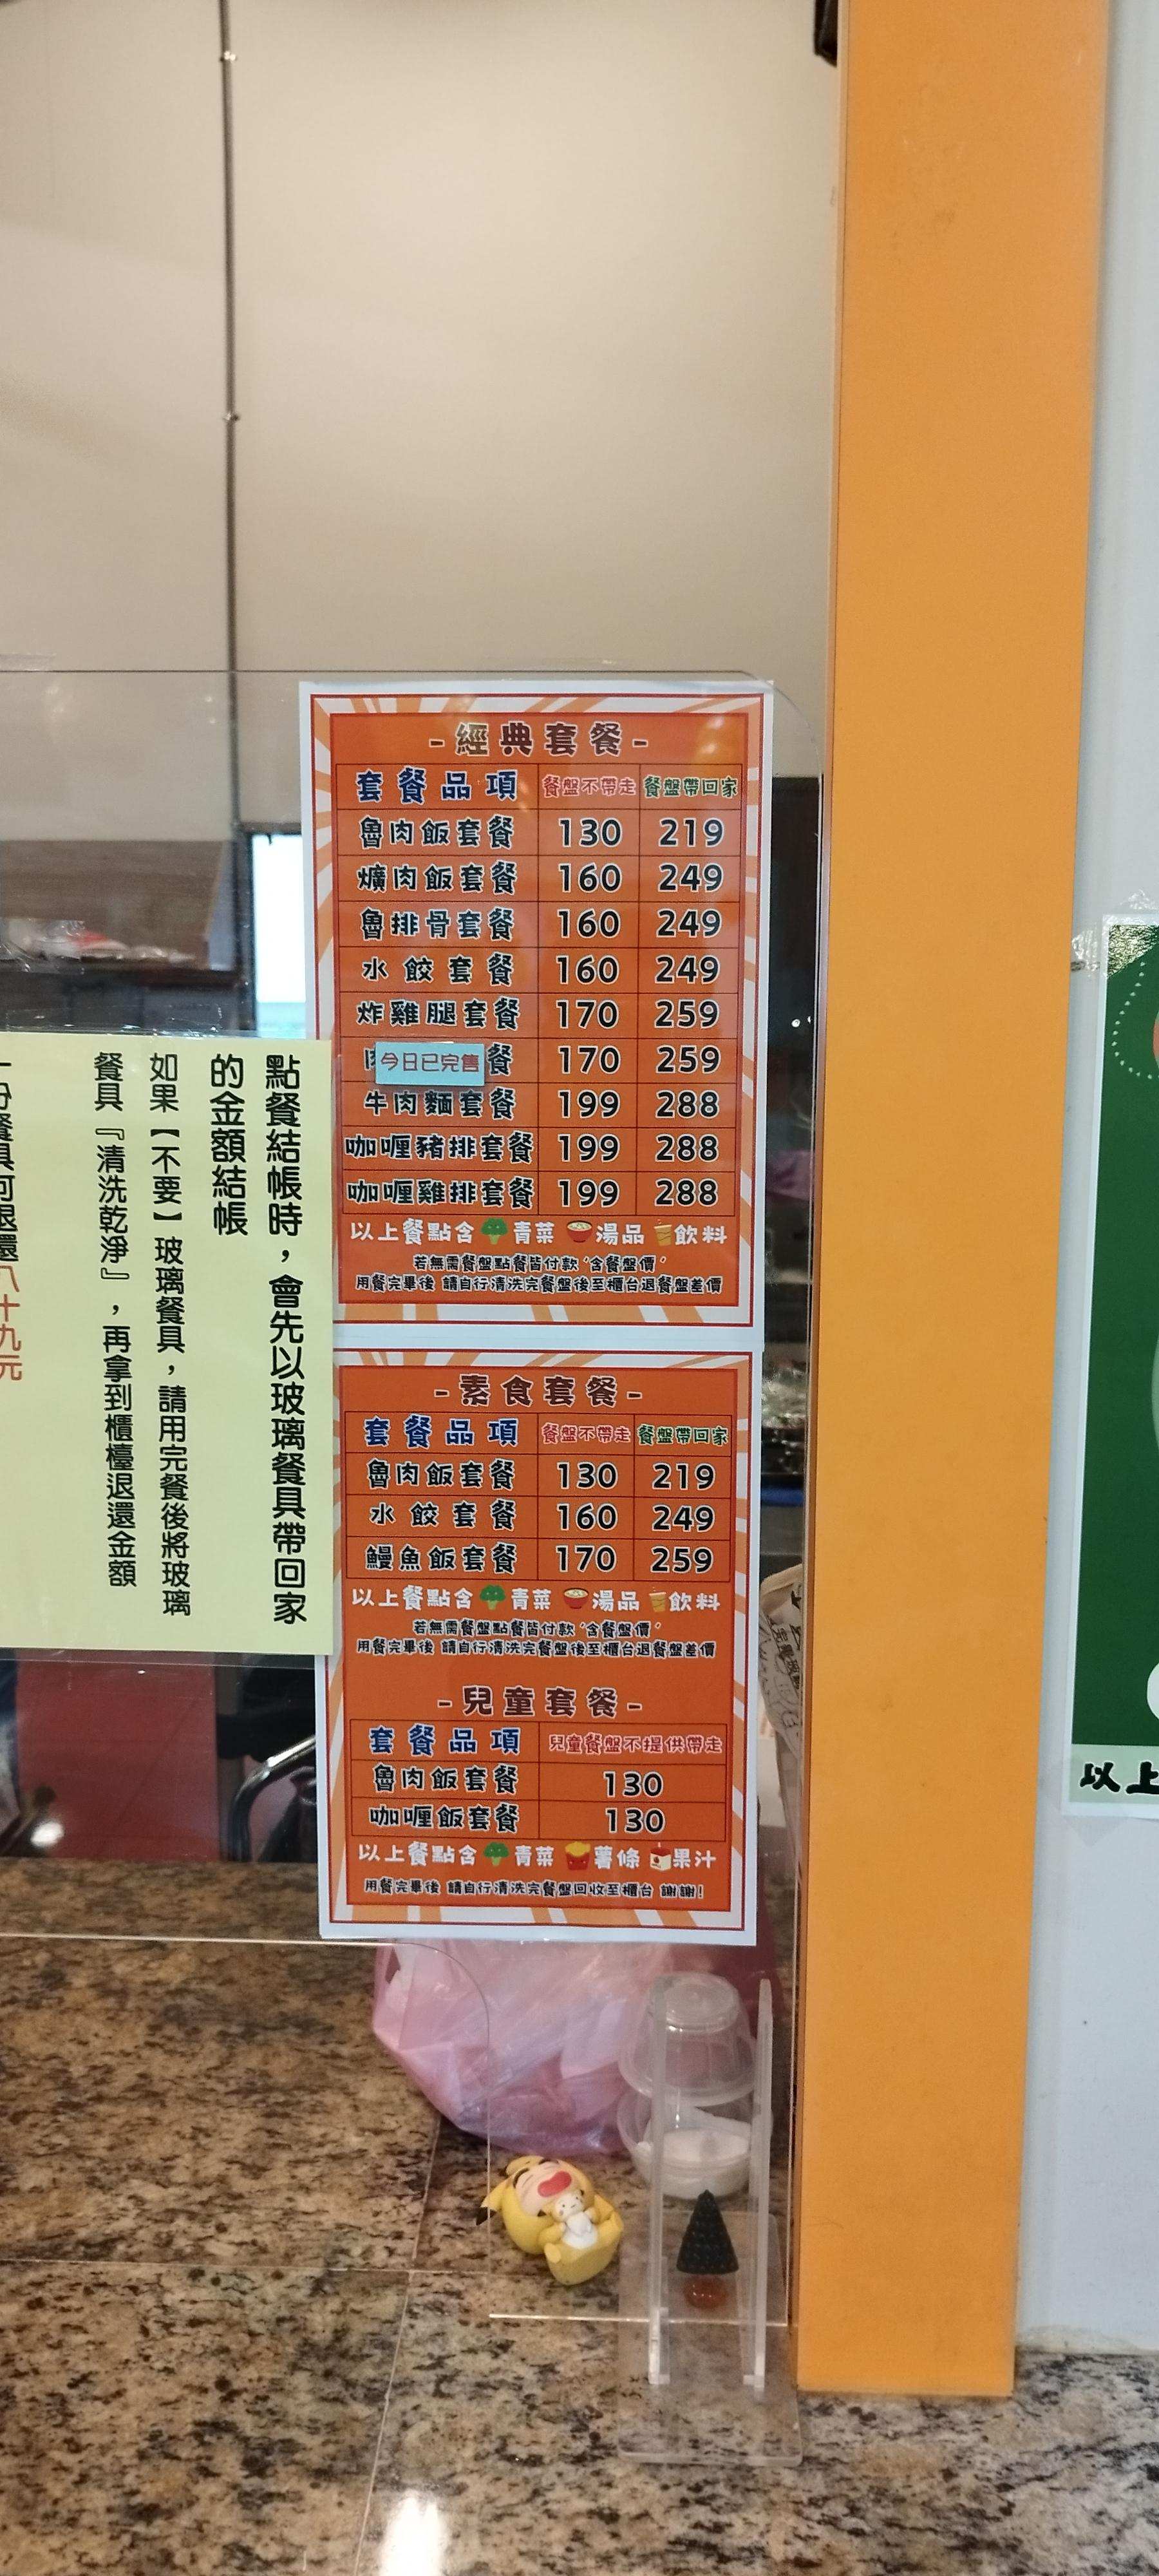 -經典套餐-
套餐品項 餐盤不帶走 餐盤帶回家
魯肉飯套餐 130 219
爌肉飯套餐 160 249
魯排骨套餐 160 249
水餃套餐 160 249
炸雞腿套餐 170 259
今日已完售 餐 170 259
牛肉麵套餐 199 288
咖喱豬排套餐 199 288
咖喱雞排套餐 199 288
以上餐點含 青菜 湯品 飲料
若無需餐盤點餐皆付款‘含餐盤價’
用餐完畢後 請自行清洗完餐盤後至櫃台退餐盤差價
-素食套餐-
套餐品項 餐盤不帶走 餐盤帶回家
魯肉飯套餐 130 219
水餃套餐 160 249
鰻魚飯套餐 170 259
以上餐點含 青菜 湯品 飲料
若無需餐盤點餐皆付款‘含餐盤價’
用餐完畢後 請自行清洗完餐盤後至櫃台退餐盤差價
-兒童套餐-
套餐品項 兒童餐盤不提供帶走
魯肉飯套餐 130
咖喱飯套餐 130
以上餐點含 青菜 薯條 果汁
用餐完畢後 請自行清洗完餐盤回收至櫃台 謝謝!
點餐結帳時，會先以玻璃餐具帶回家
的金額結帳
如果【不要】玻璃餐具，請用完餐後將玻璃
餐具『清洗乾淨』，再拿到櫃檯退還金額
一份餐具可退還八十九元
以上